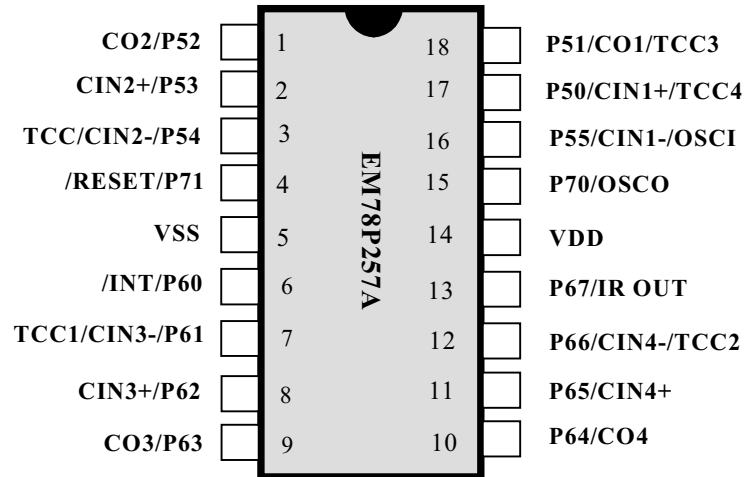 CO2/P52 1 18 P51/CO1/TCC3
CIN2+/P53 2 17 P50/CIN1+/TCC4
TCC/CIN2-/P54 3 16 P55/CIN1-/OSCI
/RESET/P71 4 15 P70/OSCO
VSS 5 14 VDD
/INT/P60 6 13 P67/IR OUT
TCC1/CIN3-/P61 7 12 P66/CIN4-/TCC2
CIN3+/P62 8 11 P65/CIN4+
CO3/P63 9 10 P64/CO4
EM78P257A